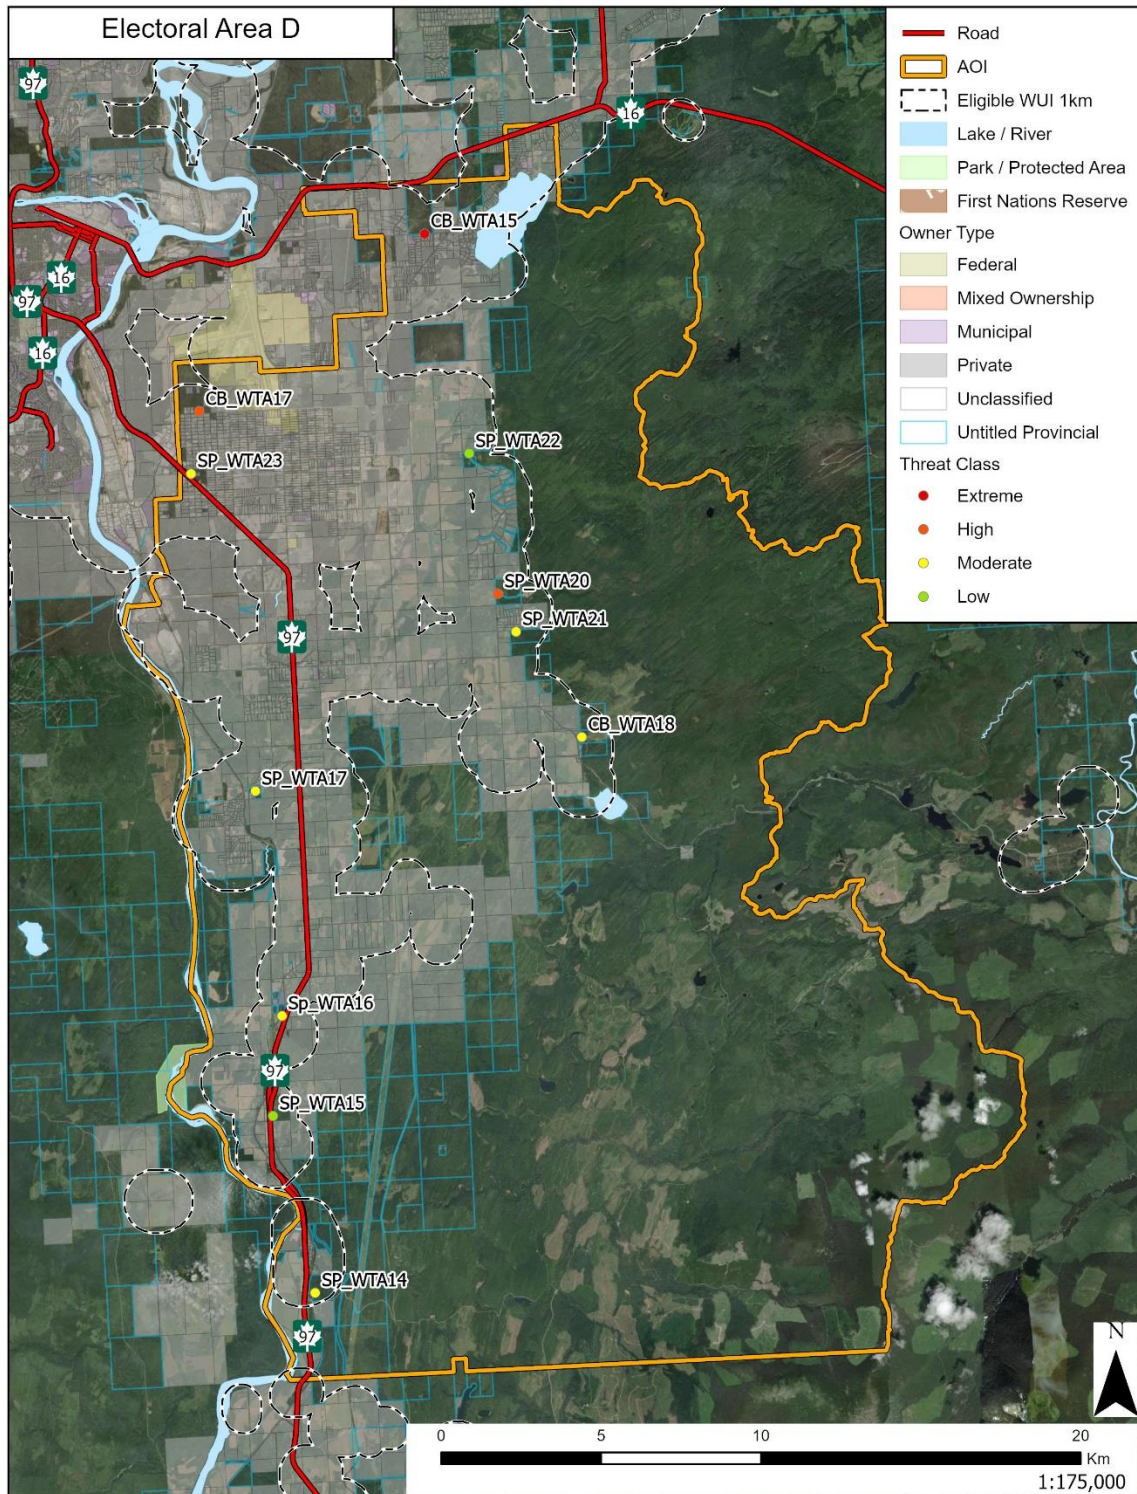 Electoral Area D
Road
AOI
Eligible WUI 1km
Lake / River
Park / Protected Area
First Nations Reserve
Owner Type
Federal
Mixed Ownership
Municipal
Private
Unclassified
Untitled Provincial
Threat Class
Extreme
High
Moderate
Low
97
16
CB_WTA15
16
97
16
CB_WTA17
SP_WTA23
SP_WTA22
SP_WTA20
SP_WTA21
97
CB_WTA18
SP_WTA17
Sp_WTA16
97
SP_WTA15
SP_WTA14
97
N
0 5 10 20
Km
1:175,000